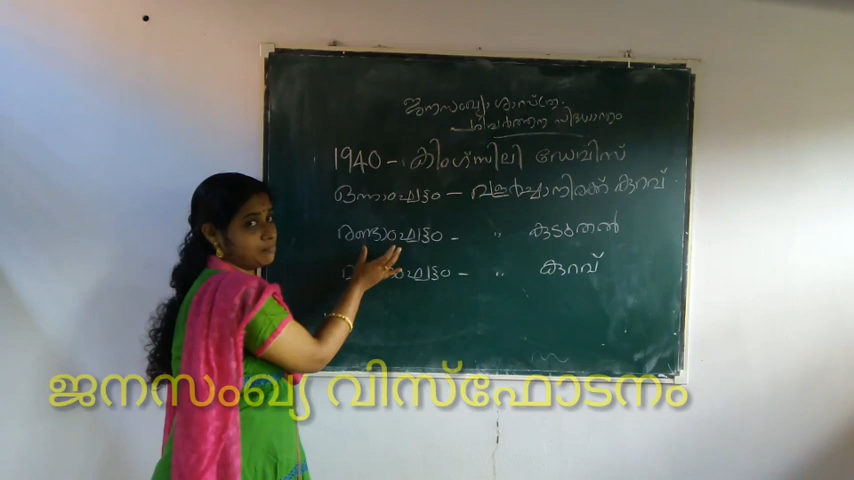 ജനസംഖ്യാശാസ്ത്ര
പരിവർത്തന സിദ്ധാന്തം
1940 - കിംഗ്സിലി ഡേവിസ്
ഒന്നാംഘട്ടം - വളർച്ചാനിരക്ക് കുറവ്
രണ്ടാംഘട്ടം - " കൂടുതൽ
ഘട്ടം - " കുറവ്
ജനസംഖ്യ വിസ്ഫോടനം